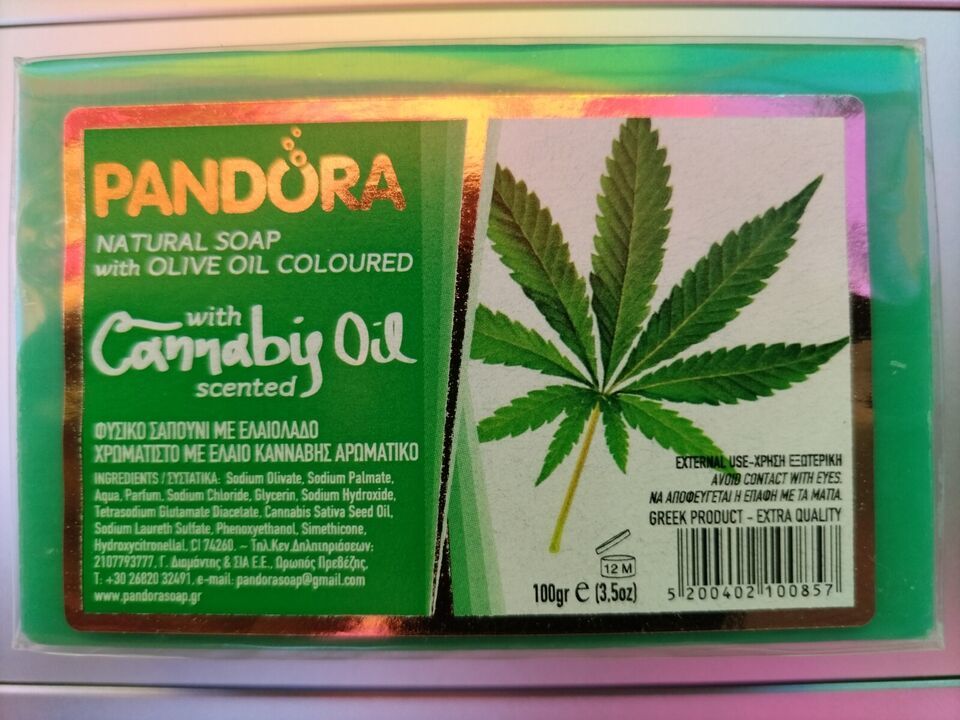 PANDORA
NATURAL SOAP
with OLIVE OIL COLOURED
with
Cannabis Oil
scented
ΦΥΣΙΚΟ ΣΑΠΟΥΝΙ ΜΕ ΕΛΑΙΟΛΑΔΟ
ΧΡΩΜΑΤΙΣΤΟ ΜΕ ΕΛΑΙΟ ΚΑΝΝΑΒΗΣ ΑΡΩΜΑΤΙΚΟ
INGREDIENTS / ΣΥΣΤΑΤΙΚΑ: Sodium Olivate, Sodium Palmate,
Aqua, Parfum, Sodium Chloride, Glycerin, Sodium Hydroxide,
Tetrasodium Glutamate Diacetate, Cannabis Sativa Seed Oil,
Sodium Laureth Sulfate, Phenoxyethanol, Simethicone,
Hydroxycitronellal, CI 74260. ~ Τηλ.Κεν.Δηλητηριάσεων:
2107793777, Γ. Διαμάντης & ΣΙΑ Ε.Ε., Ωρωπός Πρεβέζης,
T: +30 26820 32491, e-mail: pandorasoap@gmail.com
www.pandorasoap.gr
EXTERNAL USE-ΧΡΗΣΗ ΕΞΩΤΕΡΙΚΗ
AVOID CONTACT WITH EYES.
ΝΑ ΑΠΟΦΕΥΓΕΤΑΙ Η ΕΠΑΦΗ ΜΕ ΤΑ ΜΑΤΙΑ.
GREEK PRODUCT - EXTRA QUALITY
12 M
100gr e (3,5oz)
5 200402 100857